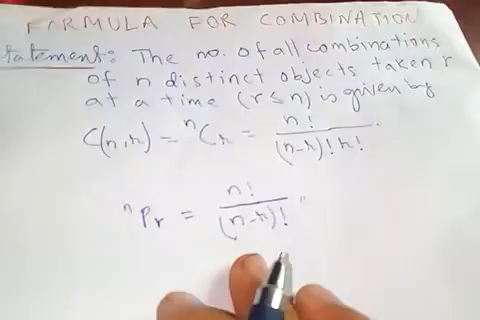 FORMULA FOR COMBINATION
Statement: The no. of all combinations
of n distinct objects taken r
at a time (r ≤ n) is given by
C(n,r) = ⁿCᵣ = n! / (n-r)! r!
ⁿPᵣ = n! / (n-r)! "